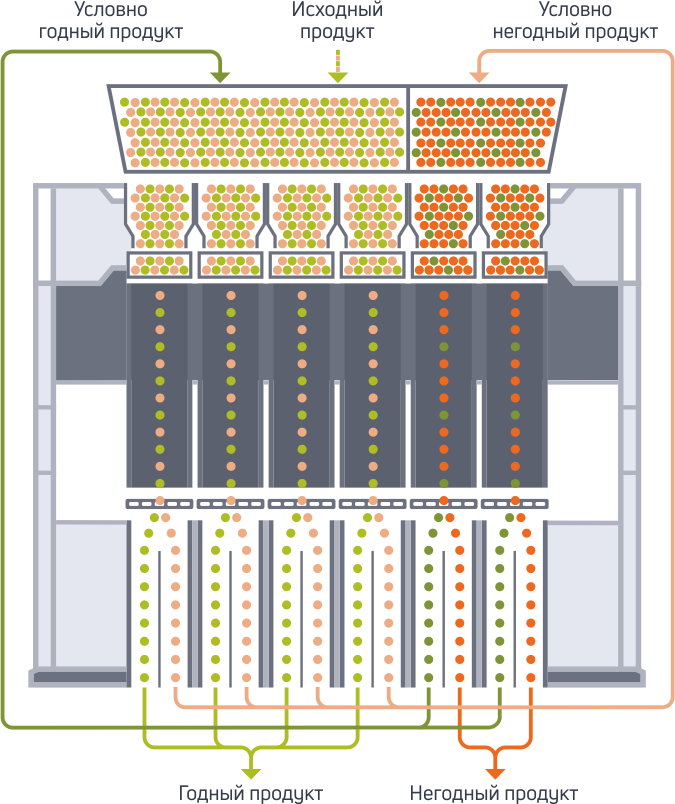 Условно
годный продукт
Исходный
продукт
Условно
негодный продукт
Годный продукт
Негодный продукт